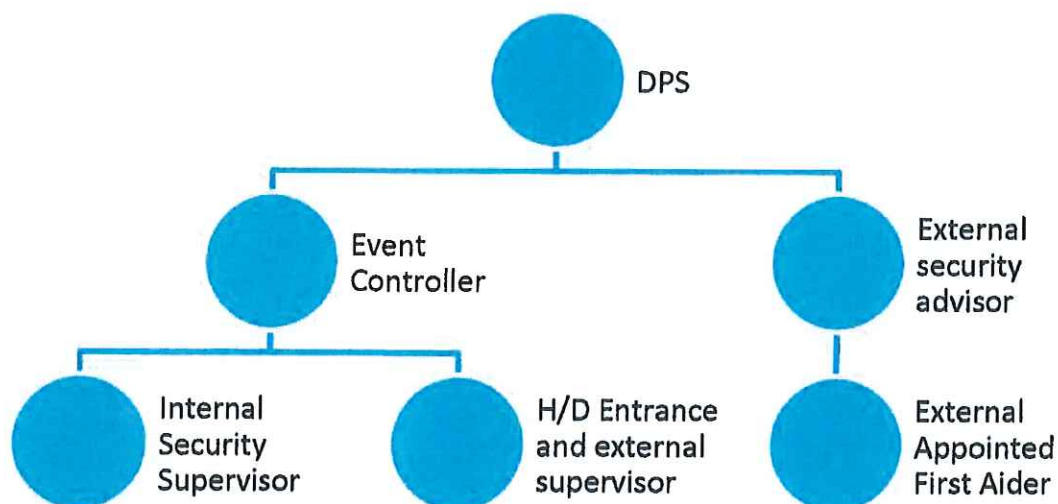 DPS
Event
Controller
External
security
advisor
Internal
Security
Supervisor
H/D Entrance
and external
supervisor
External
Appointed
First Aider